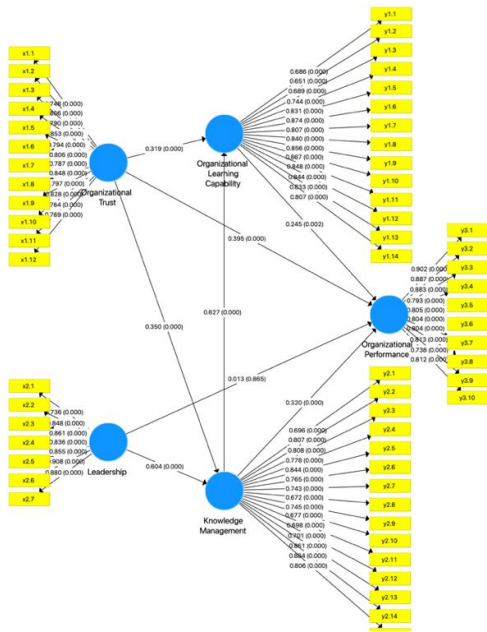 x1.1
x1.2
x1.3
x1.4
x1.5
x1.6
x1.7
x1.8
x1.9
x1.10
x1.11
x1.12
0.853 (0.000)
0.794 (0.000)
0.806 (0.000)
0.787 (0.000)
0.848 (0.000)
0.769 (0.000)
Organizational
Trust
0.319 (0.000)
Organizational
Learning
Capability
0.686 (0.000)
0.651 (0.000)
0.689 (0.000)
0.744 (0.000)
0.831 (0.000)
0.874 (0.000)
0.807 (0.000)
0.840 (0.000)
0.856 (0.000)
0.867 (0.000)
0.848 (0.000)
0.844 (0.000)
0.833 (0.000)
0.807 (0.000)
y1.1
y1.2
y1.3
y1.4
y1.5
y1.6
y1.7
y1.8
y1.9
y1.10
y1.11
y1.12
y1.13
y1.14
0.245 (0.002)
0.395 (0.000)
0.350 (0.000)
0.627 (0.000)
0.013 (0.865)
0.320 (0.000)
0.604 (0.000)
0.902 (0.000)
0.887 (0.000)
0.883 (0.000)
0.793 (0.000)
0.805 (0.000)
0.804 (0.000)
0.804 (0.000)
0.813 (0.000)
0.738 (0.000)
0.812 (0.000)
Organizational
Performance
y3.1
y3.2
y3.3
y3.4
y3.5
y3.6
y3.7
y3.8
y3.9
y3.10
x2.1
x2.2
x2.3
x2.4
x2.5
x2.6
x2.7
0.736 (0.000)
0.848 (0.000)
0.861 (0.000)
0.836 (0.000)
0.855 (0.000)
0.908 (0.000)
0.880 (0.000)
Leadership
Knowledge
Management
0.696 (0.000)
0.807 (0.000)
0.808 (0.000)
0.778 (0.000)
0.844 (0.000)
0.765 (0.000)
0.743 (0.000)
0.672 (0.000)
0.745 (0.000)
0.677 (0.000)
0.698 (0.000)
0.701 (0.000)
0.861 (0.000)
0.806 (0.000)
y2.1
y2.2
y2.3
y2.4
y2.5
y2.6
y2.7
y2.8
y2.9
y2.10
y2.11
y2.12
y2.13
y2.14